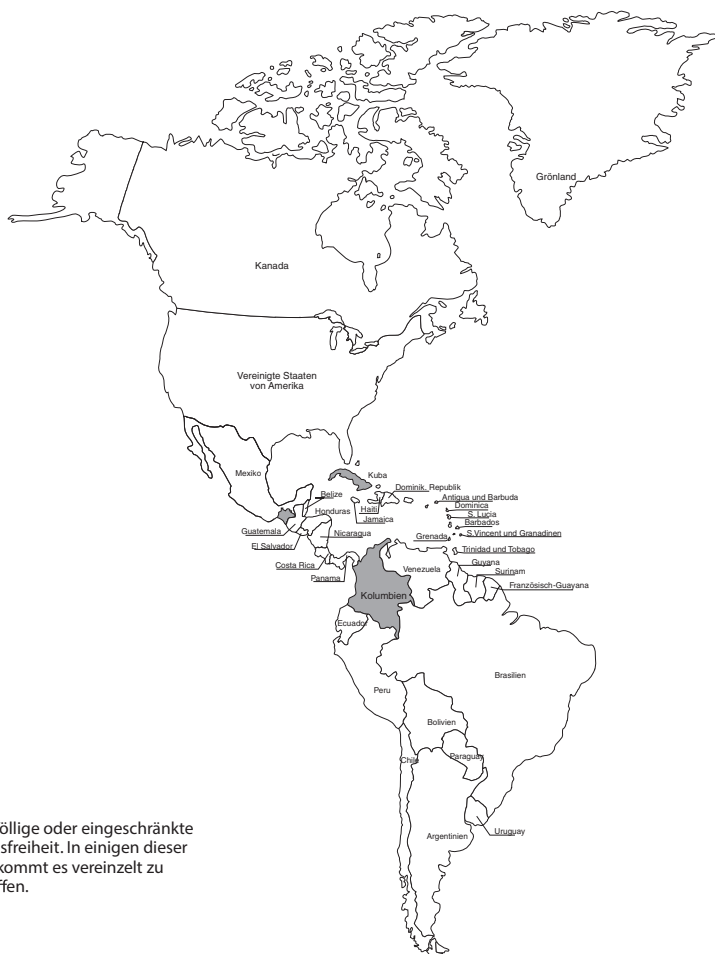 Grönland
Kanada
Vereinigte Staaten
von Amerika
Mexiko
Kuba
Belize
Dominik. Republik
Antigua und Barbuda
Dominica
Honduras
Haiti
S. Lucia
Jamaica
Barbados
Guatemala
Nicaragua
Grenada
S.Vincent und Granadinen
El Salvador
Trinidad und Tobago
Costa Rica
Venezuela
Guyana
Panama
Surinam
Französisch-Guayana
Kolumbien
Ecuador
Brasilien
Peru
Bolivien
Chile
Paraguay
Uruguay
Argentinien
öllige oder eingeschränkte
sfreiheit. In einigen dieser
kommt es vereinzelt zu
ffen.